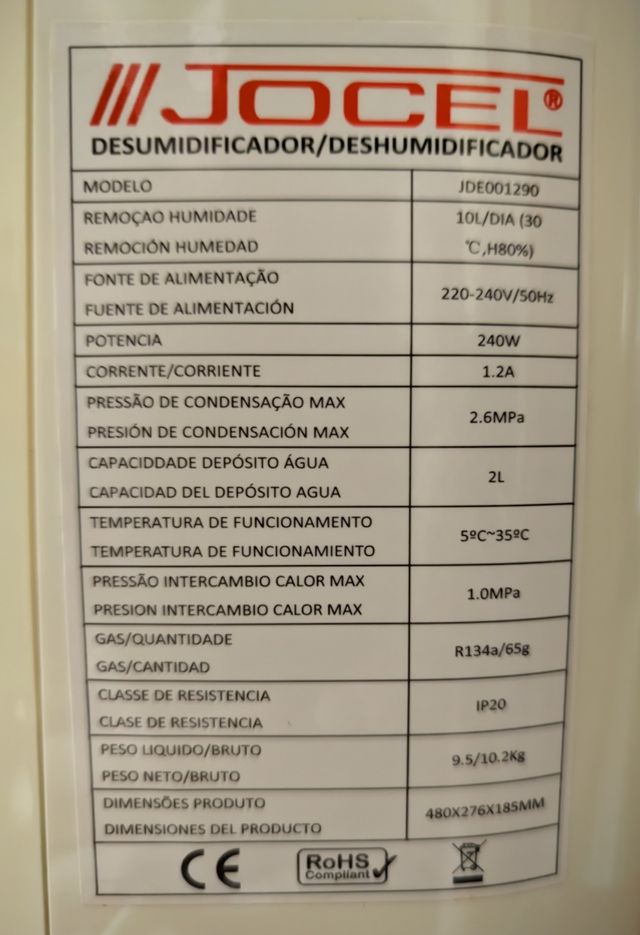 JOCEL®
DESUMIDIFICADOR/DESHUMIDIFICADOR
MODELO JDE001290
REMOÇAO HUMIDADE 10L/DIA (30
REMOCIÓN HUMEDAD ℃,H80%)
FONTE DE ALIMENTAÇÃO
FUENTE DE ALIMENTACIÓN
220-240V/50Hz
POTENCIA 240W
CORRENTE/CORRIENTE 1.2A
PRESSÃO DE CONDENSAÇÃO MAX
PRESIÓN DE CONDENSACIÓN MAX
2.6MPa
CAPACIDDADE DEPÓSITO ÁGUA
CAPACIDAD DEL DEPÓSITO AGUA
2L
TEMPERATURA DE FUNCIONAMENTO
TEMPERATURA DE FUNCIONAMIENTO
5ºC~35ºC
PRESSÃO INTERCAMBIO CALOR MAX
PRESION INTERCAMBIO CALOR MAX
1.0MPa
GAS/QUANTIDADE
GAS/CANTIDAD
R134a/65g
CLASSE DE RESISTENCIA
CLASE DE RESISTENCIA
IP20
PESO LIQUIDO/BRUTO
PESO NETO/BRUTO
9.5/10.2Kg
DIMENSÕES PRODUTO
DIMENSIONES DEL PRODUCTO
480X276X185MM
CE
RoHS
Compliant